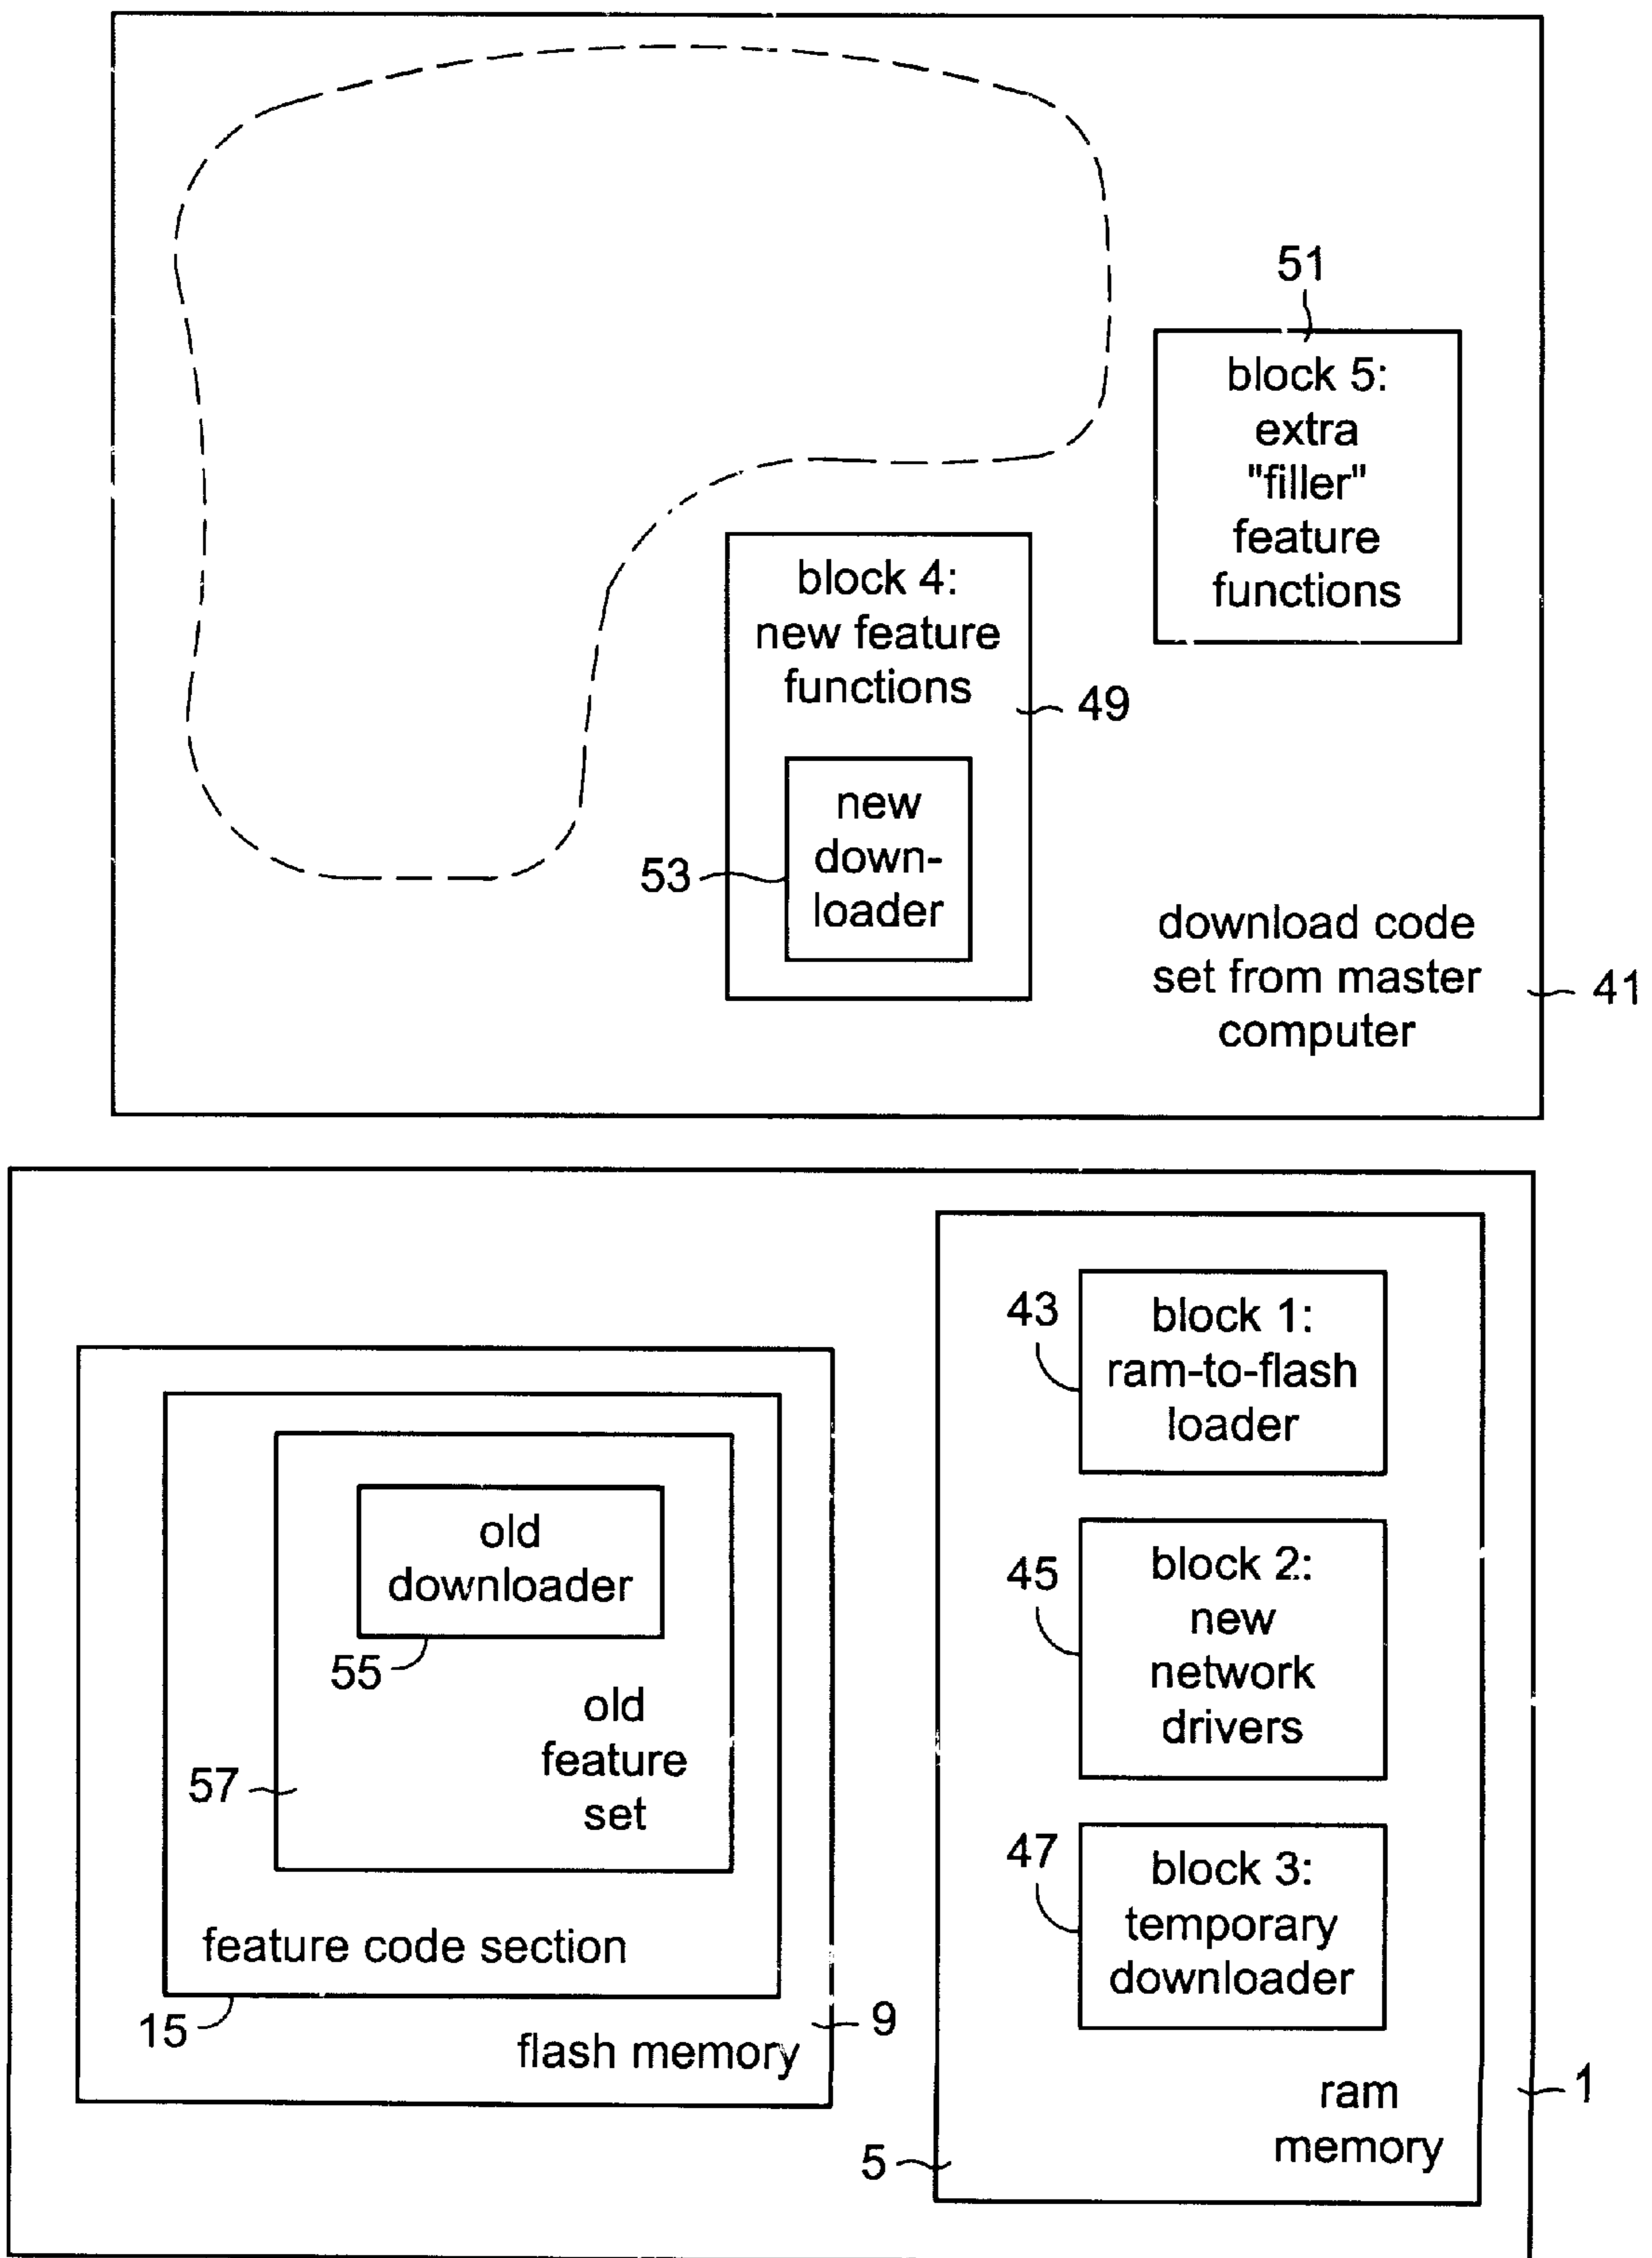 51
block 5:
extra
"filler"
feature
functions
block 4:
new feature
functions
49
new
down-
loader
53
download code
set from master
computer
41
43
block 1:
ram-to-flash
loader
old
downloader
55
45
block 2:
new
network
drivers
old
feature
set
57
47
block 3:
temporary
downloader
feature code section
15
9
flash memory
ram
memory
1
5